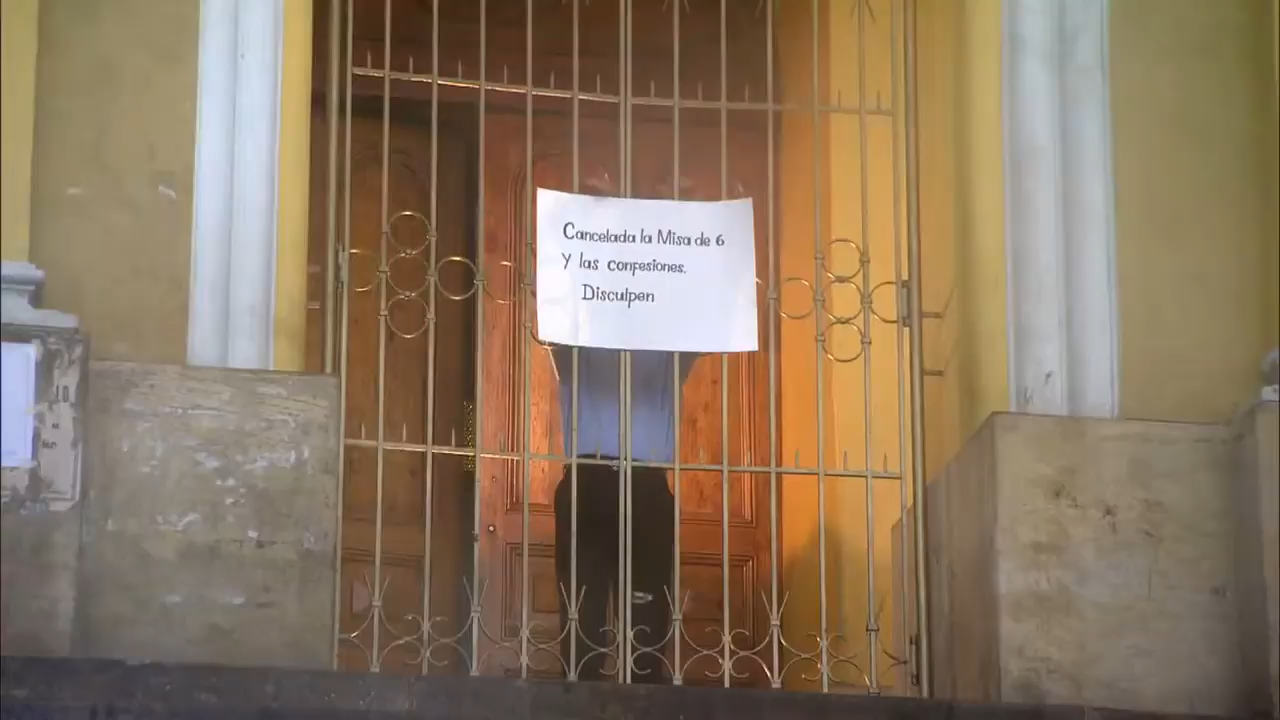 Cancelada la Misa de 6
Y las confesiones.
Disculpen